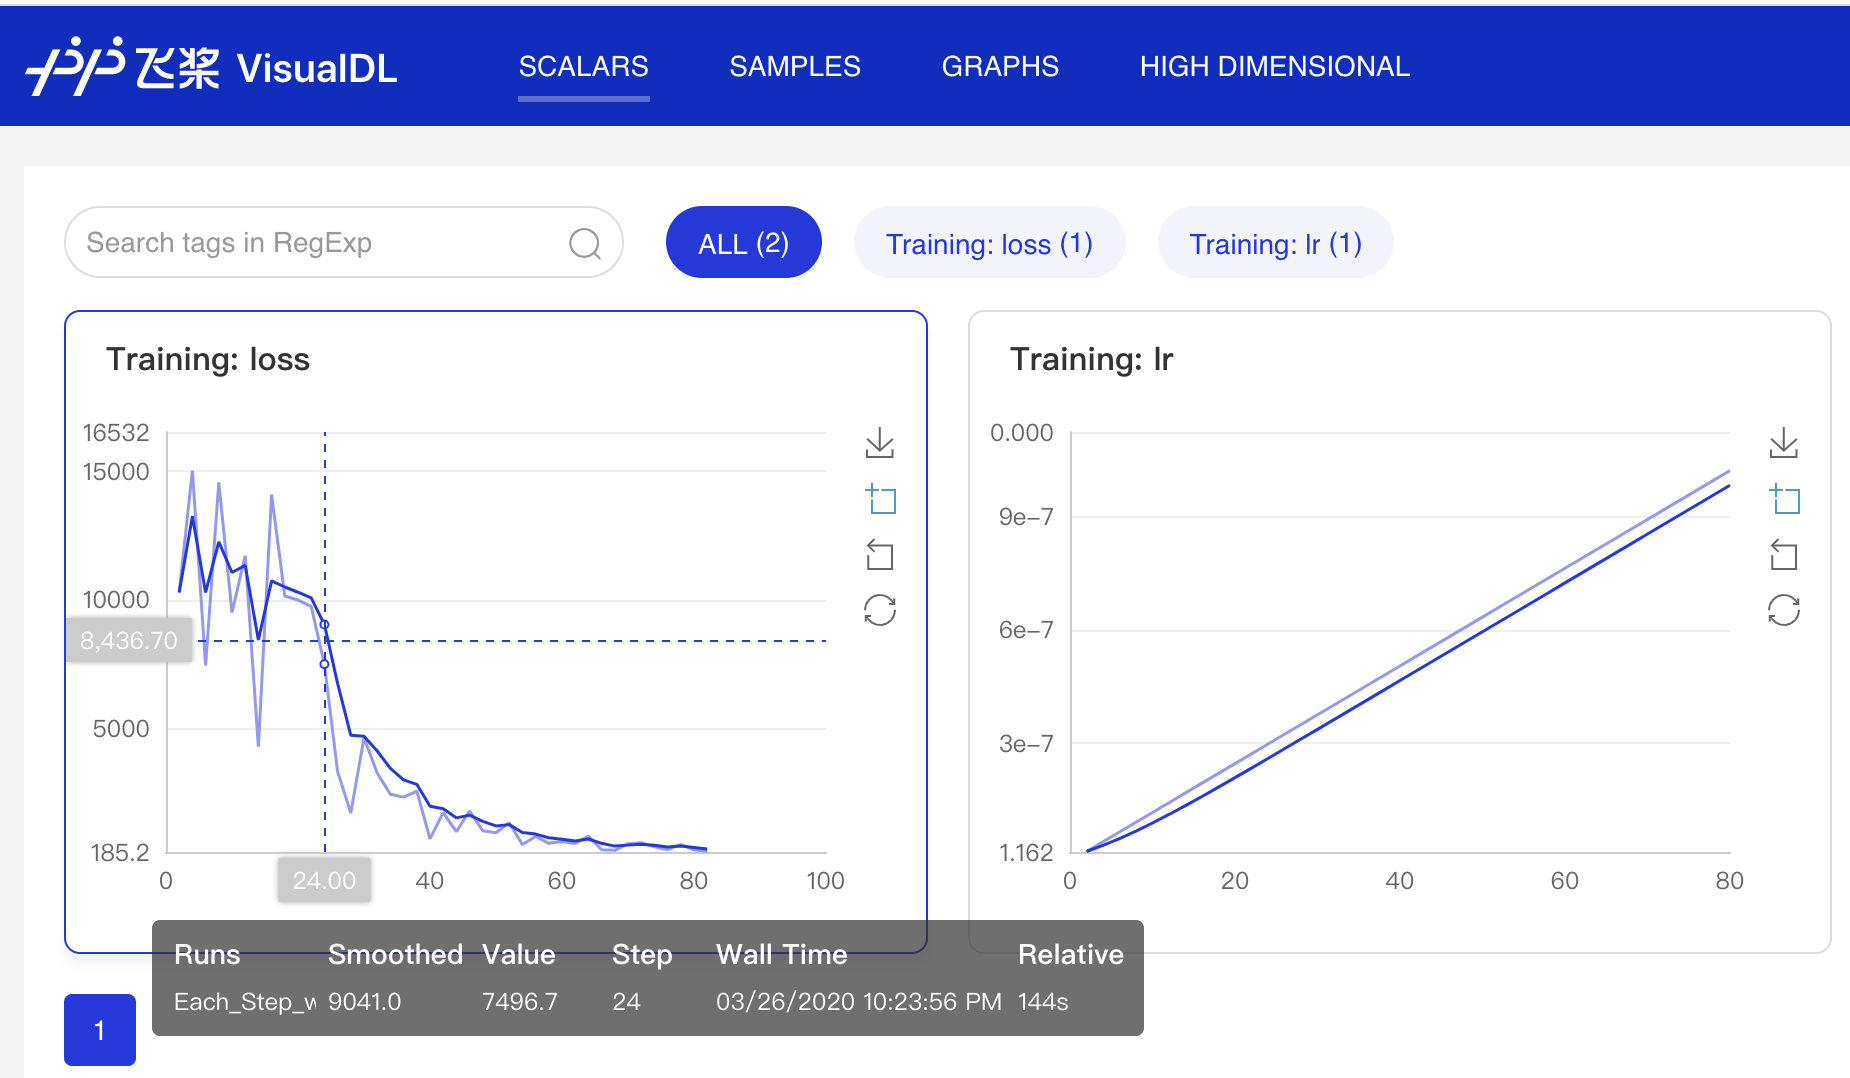 飞桨 VisualDL SCALARS SAMPLES GRAPHS HIGH DIMENSIONAL
Search tags in RegExp ALL (2) Training: loss (1) Training: lr (1)
Training: loss
16532
15000
10000
8,436.70
5000
185.2
0 24.00 40 60 80 100
Training: lr
0.000
9e-7
6e-7
3e-7
1.162
0 20 40 60 80
Runs Smoothed Value Step Wall Time Relative
Each_Step_w 9041.0 7496.7 24 03/26/2020 10:23:56 PM 144s
1